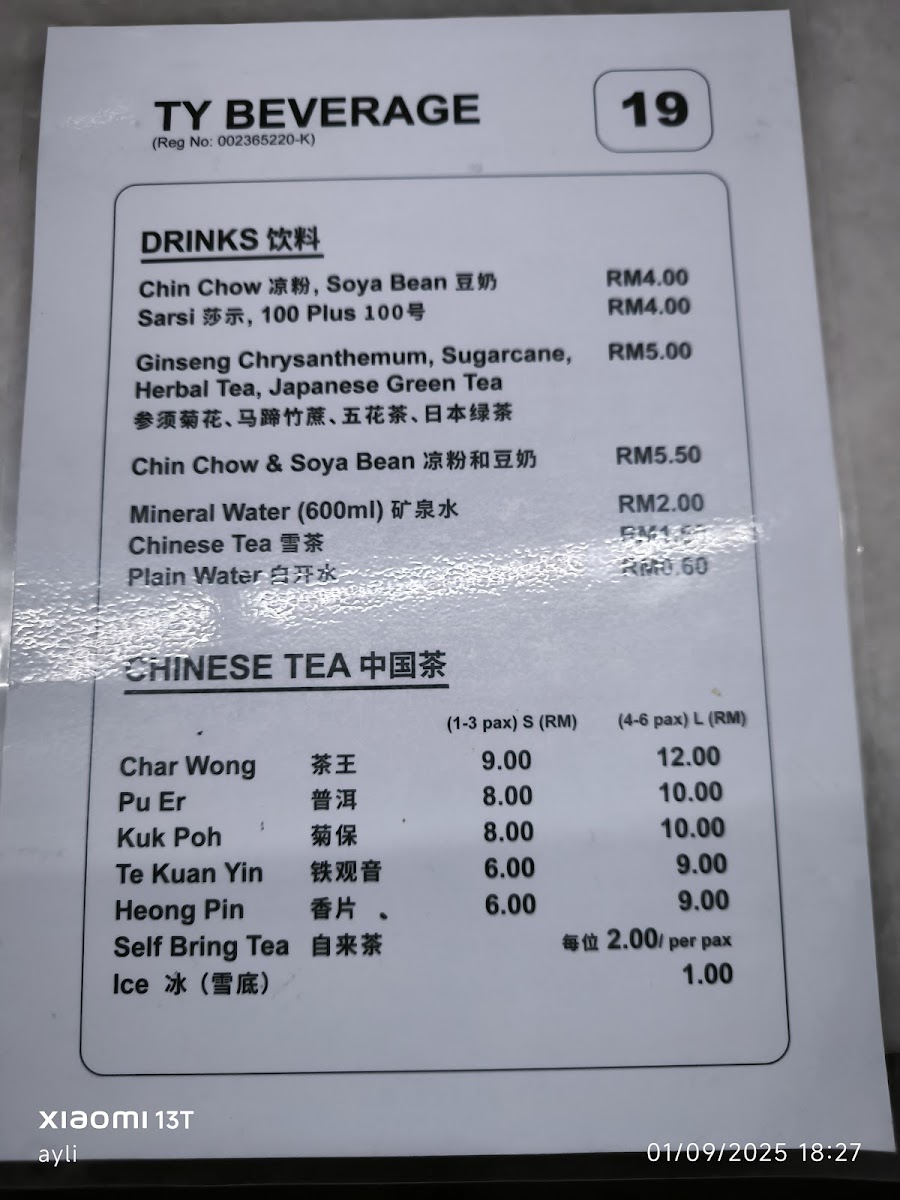 TY BEVERAGE
(Reg No: 002365220-K)
19
DRINKS 饮料
Chin Chow 凉粉, Soya Bean 豆奶 RM4.00
Sarsi 莎示, 100 Plus 100号 RM4.00
Ginseng Chrysanthemum, Sugarcane, RM5.00
Herbal Tea, Japanese Green Tea
参须菊花、马蹄竹蔗、五花茶、日本绿茶
Chin Chow & Soya Bean 凉粉和豆奶 RM5.50
Mineral Water (600ml) 矿泉水 RM2.00
Chinese Tea 雪茶
Plain Water 白开水 RM0.60
CHINESE TEA 中国茶
(1-3 pax) S (RM) (4-6 pax) L (RM)
Char Wong 茶王 9.00 12.00
Pu Er 普洱 8.00 10.00
Kuk Poh 菊保 8.00 10.00
Te Kuan Yin 铁观音 6.00 9.00
Heong Pin 香片 6.00 9.00
Self Bring Tea 自来茶 每位 2.00/ per pax
Ice 冰 (雪底) 1.00
XIAOMI 13T
ayli
01/09/2025 18:27